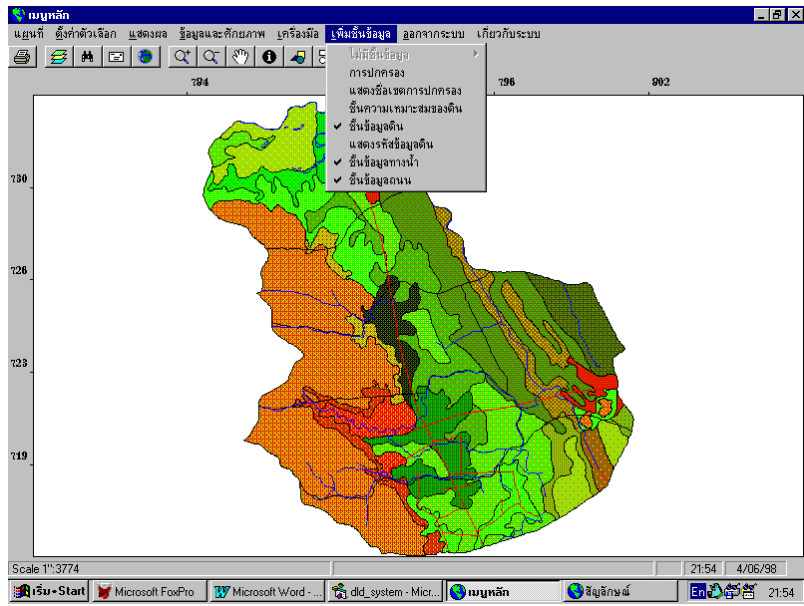 เมนูหลัก
แผนที่ ตั้งค่าตัวเลือก แสดงผล ข้อมูลและศักยภาพ เครื่องมือ เพิ่มชั้นข้อมูล ออกจากระบบ เกี่ยวกับระบบ
ไม่มีชั้นข้อมูล
การปกครอง
แสดงชื่อเขตการปกครอง
ชั้นความเหมาะสมของดิน
ชั้นข้อมูลดิน
แสดงรหัสข้อมูลดิน
ชั้นข้อมูลทางน้ำ
ชั้นข้อมูลถนน
784 796 802
730
726
723
719
Scale 1":3774 21:54 4/06/98
เริ่ม-Start Microsoft FoxPro Microsoft Word - ... dld_system - Micr... เมนูหลัก สัญลักษณ์ En 21:54